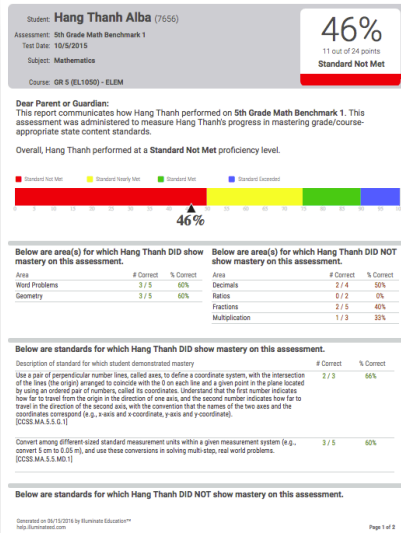 Student: Hang Thanh Alba (7656)
Assessment: 5th Grade Math Benchmark 1
Test Date: 10/5/2015
Subject: Mathematics
Course: GR 5 (EL1050) - ELEM
46%
11 out of 24 points
Standard Not Met
Dear Parent or Guardian:
This report communicates how Hang Thanh performed on 5th Grade Math Benchmark 1. This
assessment was administered to measure Hang Thanh's progress in mastering grade/course-
appropriate state content standards.
Overall, Hang Thanh performed at a Standard Not Met proficiency level.
Standard Not Met Standard Nearly Met Standard Met Standard Exceeded
46%
Below are area(s) for which Hang Thanh DID show
mastery on this assessment.
Area # Correct % Correct
Word Problems 3 / 5 60%
Geometry 3 / 5 60%
Below are area(s) for which Hang Thanh DID NOT
show mastery on this assessment.
Area # Correct % Correct
Decimals 2 / 4 50%
Ratios 0 / 2 0%
Fractions 2 / 5 40%
Multiplication 1 / 3 33%
Below are standards for which Hang Thanh DID show mastery on this assessment.
Description of standard for which student demonstrated mastery # Correct % Correct
Use a pair of perpendicular number lines, called axes, to define a coordinate system, with the intersection 2 / 3 66%
of the lines (the origin) arranged to coincide with the 0 on each line and a given point in the plane located
by using an ordered pair of numbers, called its coordinates. Understand that the first number indicates
how far to travel from the origin in the direction of one axis, and the second number indicates how far to
travel in the direction of the second axis, with the convention that the names of the two axes and the
coordinates correspond (e.g., x-axis and x-coordinate, y-axis and y-coordinate).
[CCSS.MA.5.5.G.1]
Convert among different-sized standard measurement units within a given measurement system (e.g., 3 / 5 60%
convert 5 cm to 0.05 m), and use these conversions in solving multi-step, real world problems.
[CCSS.MA.5.5.MD.1]
Below are standards for which Hang Thanh DID NOT show mastery on this assessment.
Generated on 06/15/2016 by Illuminate Education™
help.illuminateed.com
Page 1 of 2